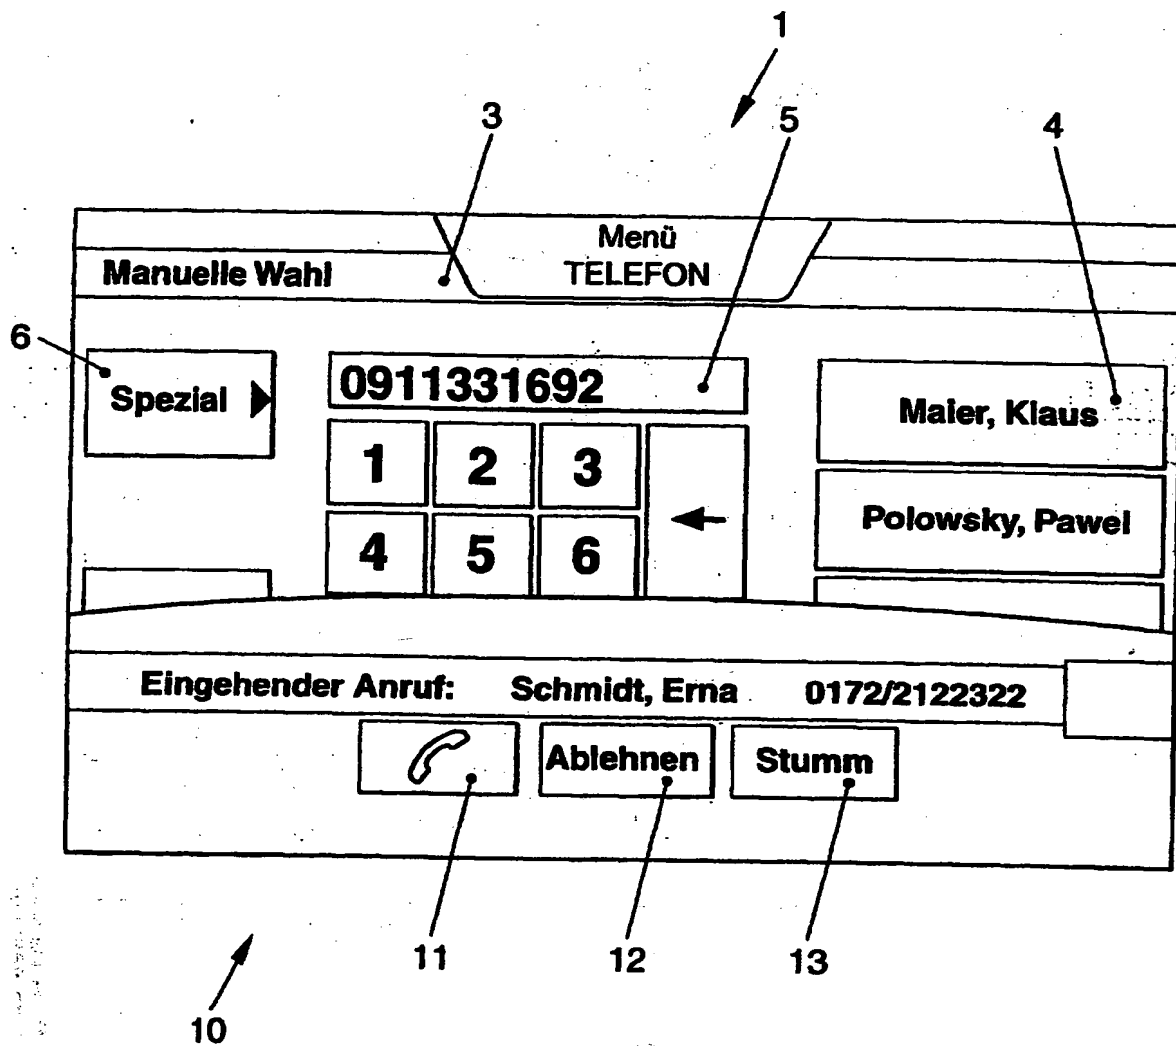 1
3
5
4
Menü
TELEFON
Manuelle Wahl
6
Spezial
0911331692
Maier, Klaus
1 2 3
Polowsky, Pawel
4 5 6
Eingehender Anruf: Schmidt, Erna 0172/2122322
Ablehnen
Stumm
11
12
13
10